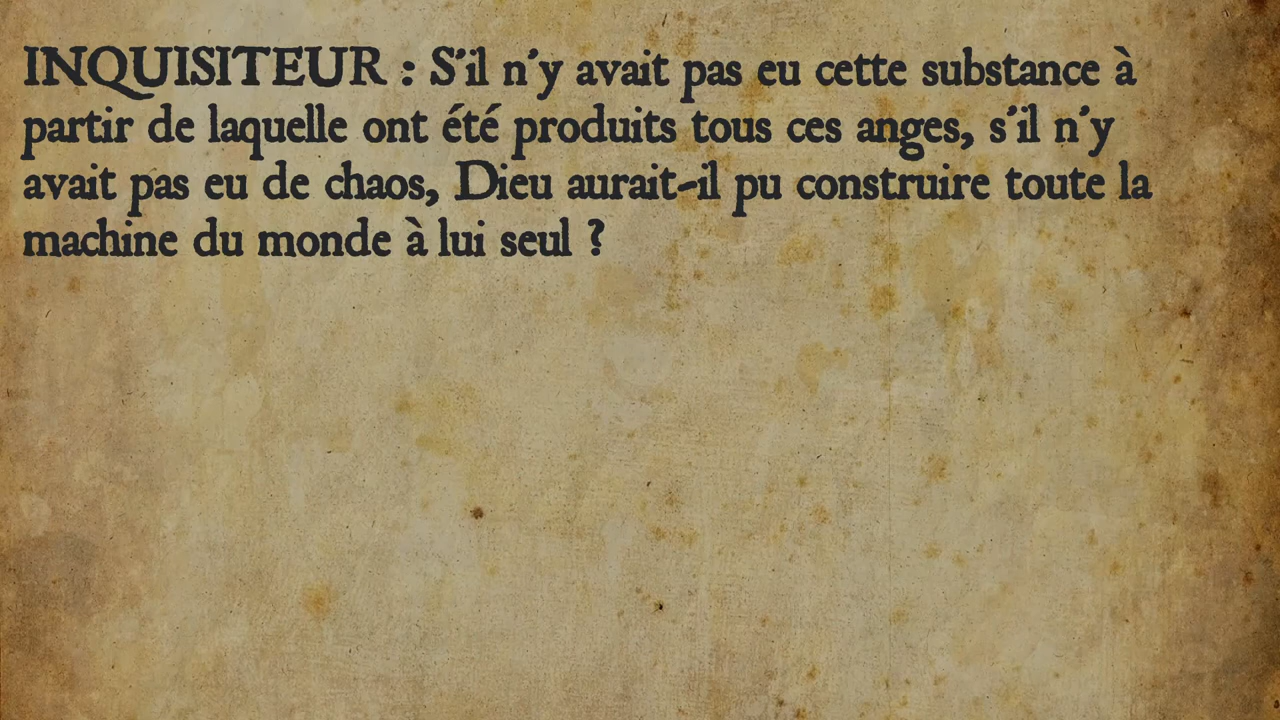 INQUISITEUR : S'il n'y avait pas eu cette substance à
partir de laquelle ont été produits tous ces anges, s'il n'y
avait pas eu de chaos, Dieu aurait-il pu construire toute la
machine du monde à lui seul ?